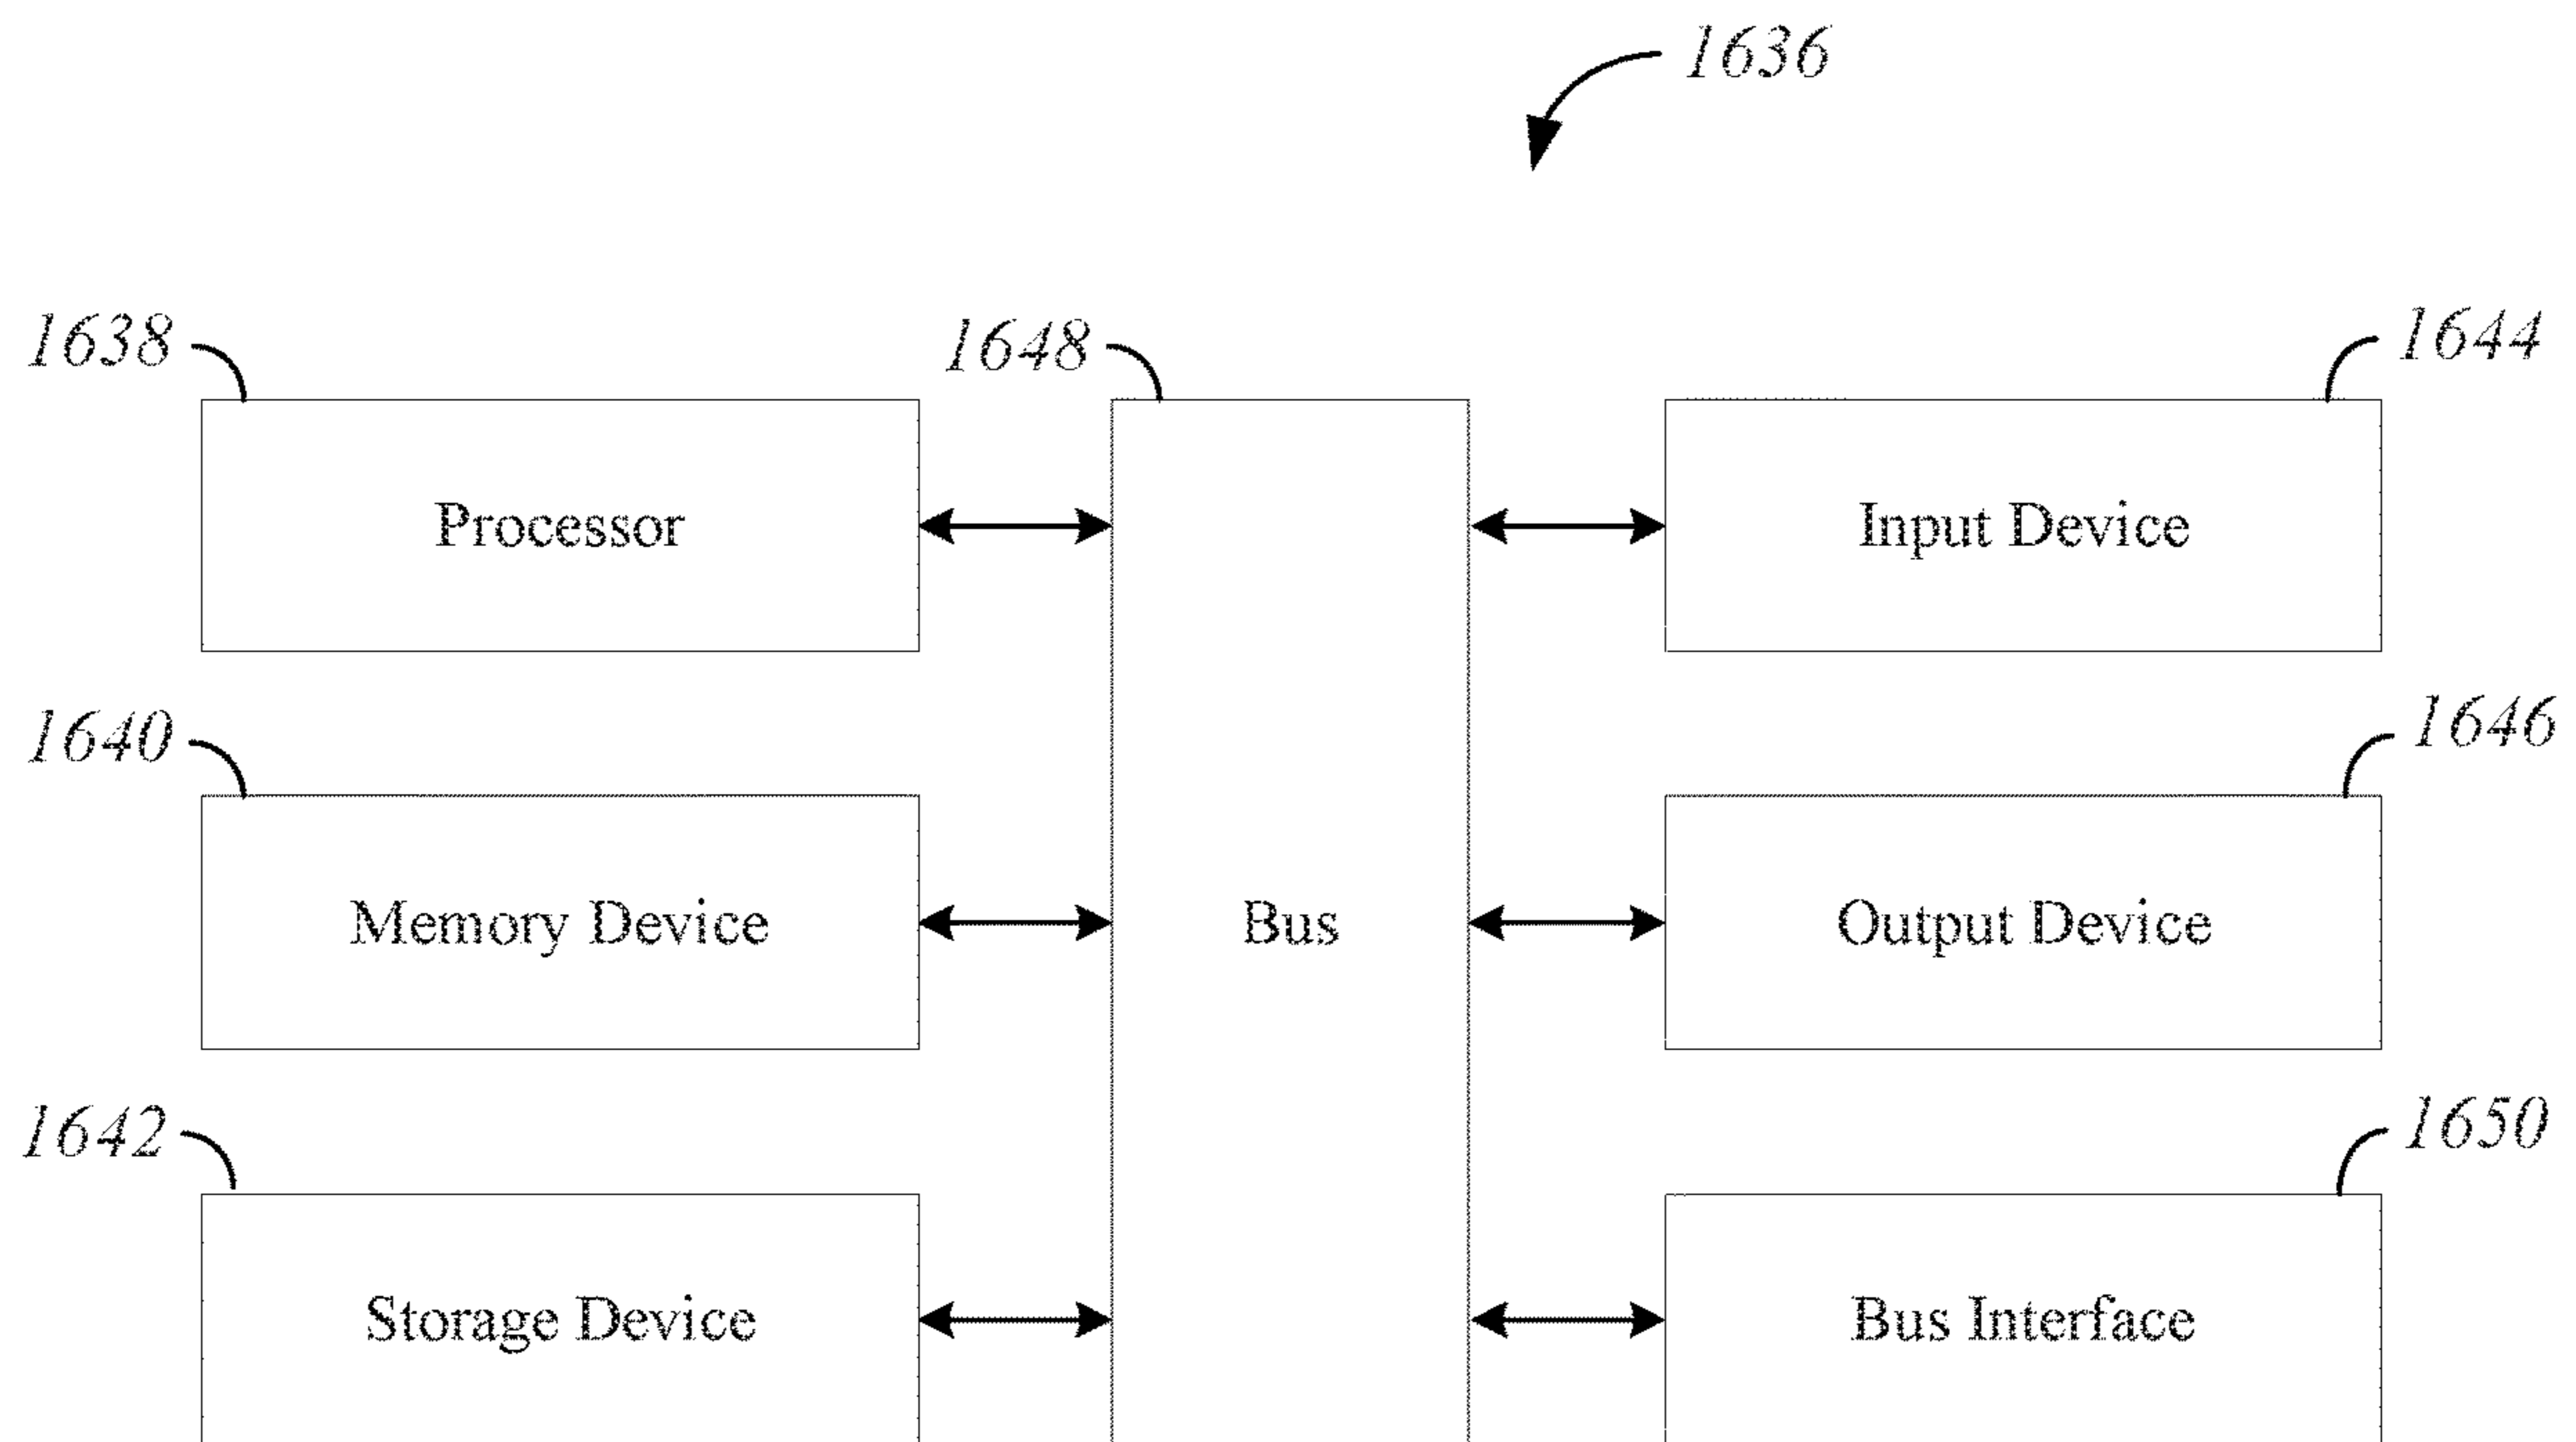 1636
1638
1648
1644
Processor
Input Device
1640
1646
Memory Device
Bus
Output Device
1642
1650
Storage Device
Bus Interface